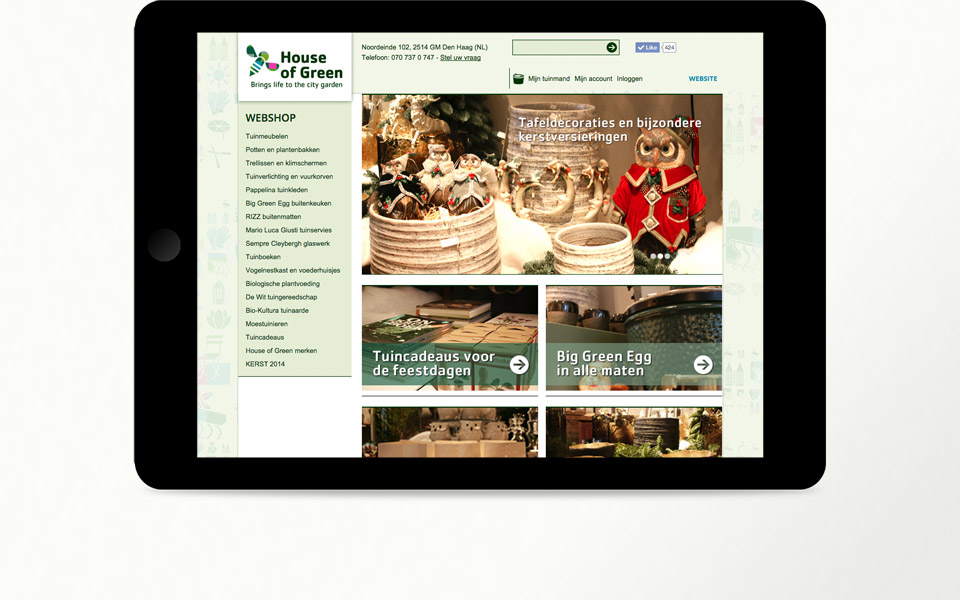 House
of Green
Brings life to the city garden
Noordeinde 102, 2514 GM Den Haag (NL)
Telefoon: 070 737 0 747 - Stel uw vraag
Like 424
Mijn tuinmand Mijn account Inloggen
WEBSITE
WEBSHOP
Tuinmeubelen
Potten en plantenbakken
Trellissen en klimschermen
Tuinverlichting en vuurkorven
Pappelina tuinkleden
Big Green Egg buitenkeuken
RIZZ buitenmatten
Mario Luca Giusti tuinservies
Sempre Cleybergh glaswerk
Tuinboeken
Vogelnestkast en voederhuisjes
Biologische plantvoeding
De Wit tuingereedschap
Bio-Kultura tuinaarde
Moestuinieren
Tuincadeaus
House of Green merken
KERST 2014
Tafeldecoraties en bijzondere
kerstversieringen
Tuincadeaus voor
de feestdagen
Big Green Egg
in alle maten